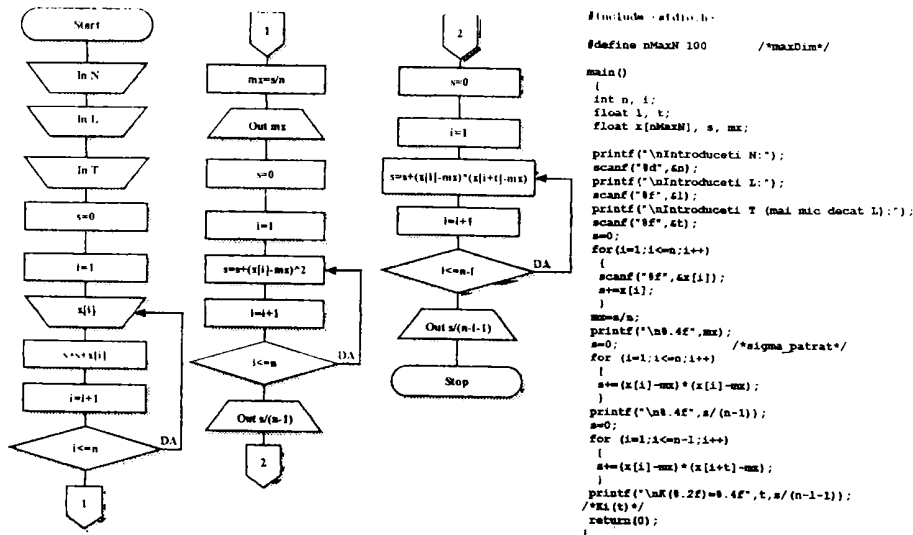 Start
In N
In L
In T
s=0
i=1
x[i]
s=s+x[i]
i=i+1
i<=n
DA
1
1
mx=s/n
Out mx
s=0
i=1
s=s+(x[i]-mx)^2
i=i+1
i<=n
DA
Out s/(n-1)
2
2
s=0
i=1
s=s+(x[i]-mx)*(x[i+t]-mx)
i=i+1
i<=n-l
DA
Out s/(n-l-1)
Stop
#include <stdio.h>
#define nMaxN 100 /*maxDim*/
main()
{
int n, i;
float l, t;
float x[nMaxN], s, mx;
printf("\nIntroduceti N:");
scanf("%d",&n);
printf("\nIntroduceti L:");
scanf("%f",&l);
printf("\nIntroduceti T (mai mic decat L):");
scanf("%f",&t);
s=0;
for(i=1;i<=n;i++)
{
scanf("%f",&x[i]);
s+=x[i];
}
mx=s/n;
printf("\n%.4f",mx);
s=0; /*sigma_patrat*/
for (i=1;i<=n;i++)
{
s+=(x[i]-mx)*(x[i]-mx);
}
printf("\n%.4f",s/(n-1));
s=0;
for (i=1;i<=n-l;i++)
{
s+=(x[i]-mx)*(x[i+t]-mx);
}
printf("\nK(%.2f)=%.4f",t,s/(n-l-1));
/*Ki(t)*/
return(0);
}